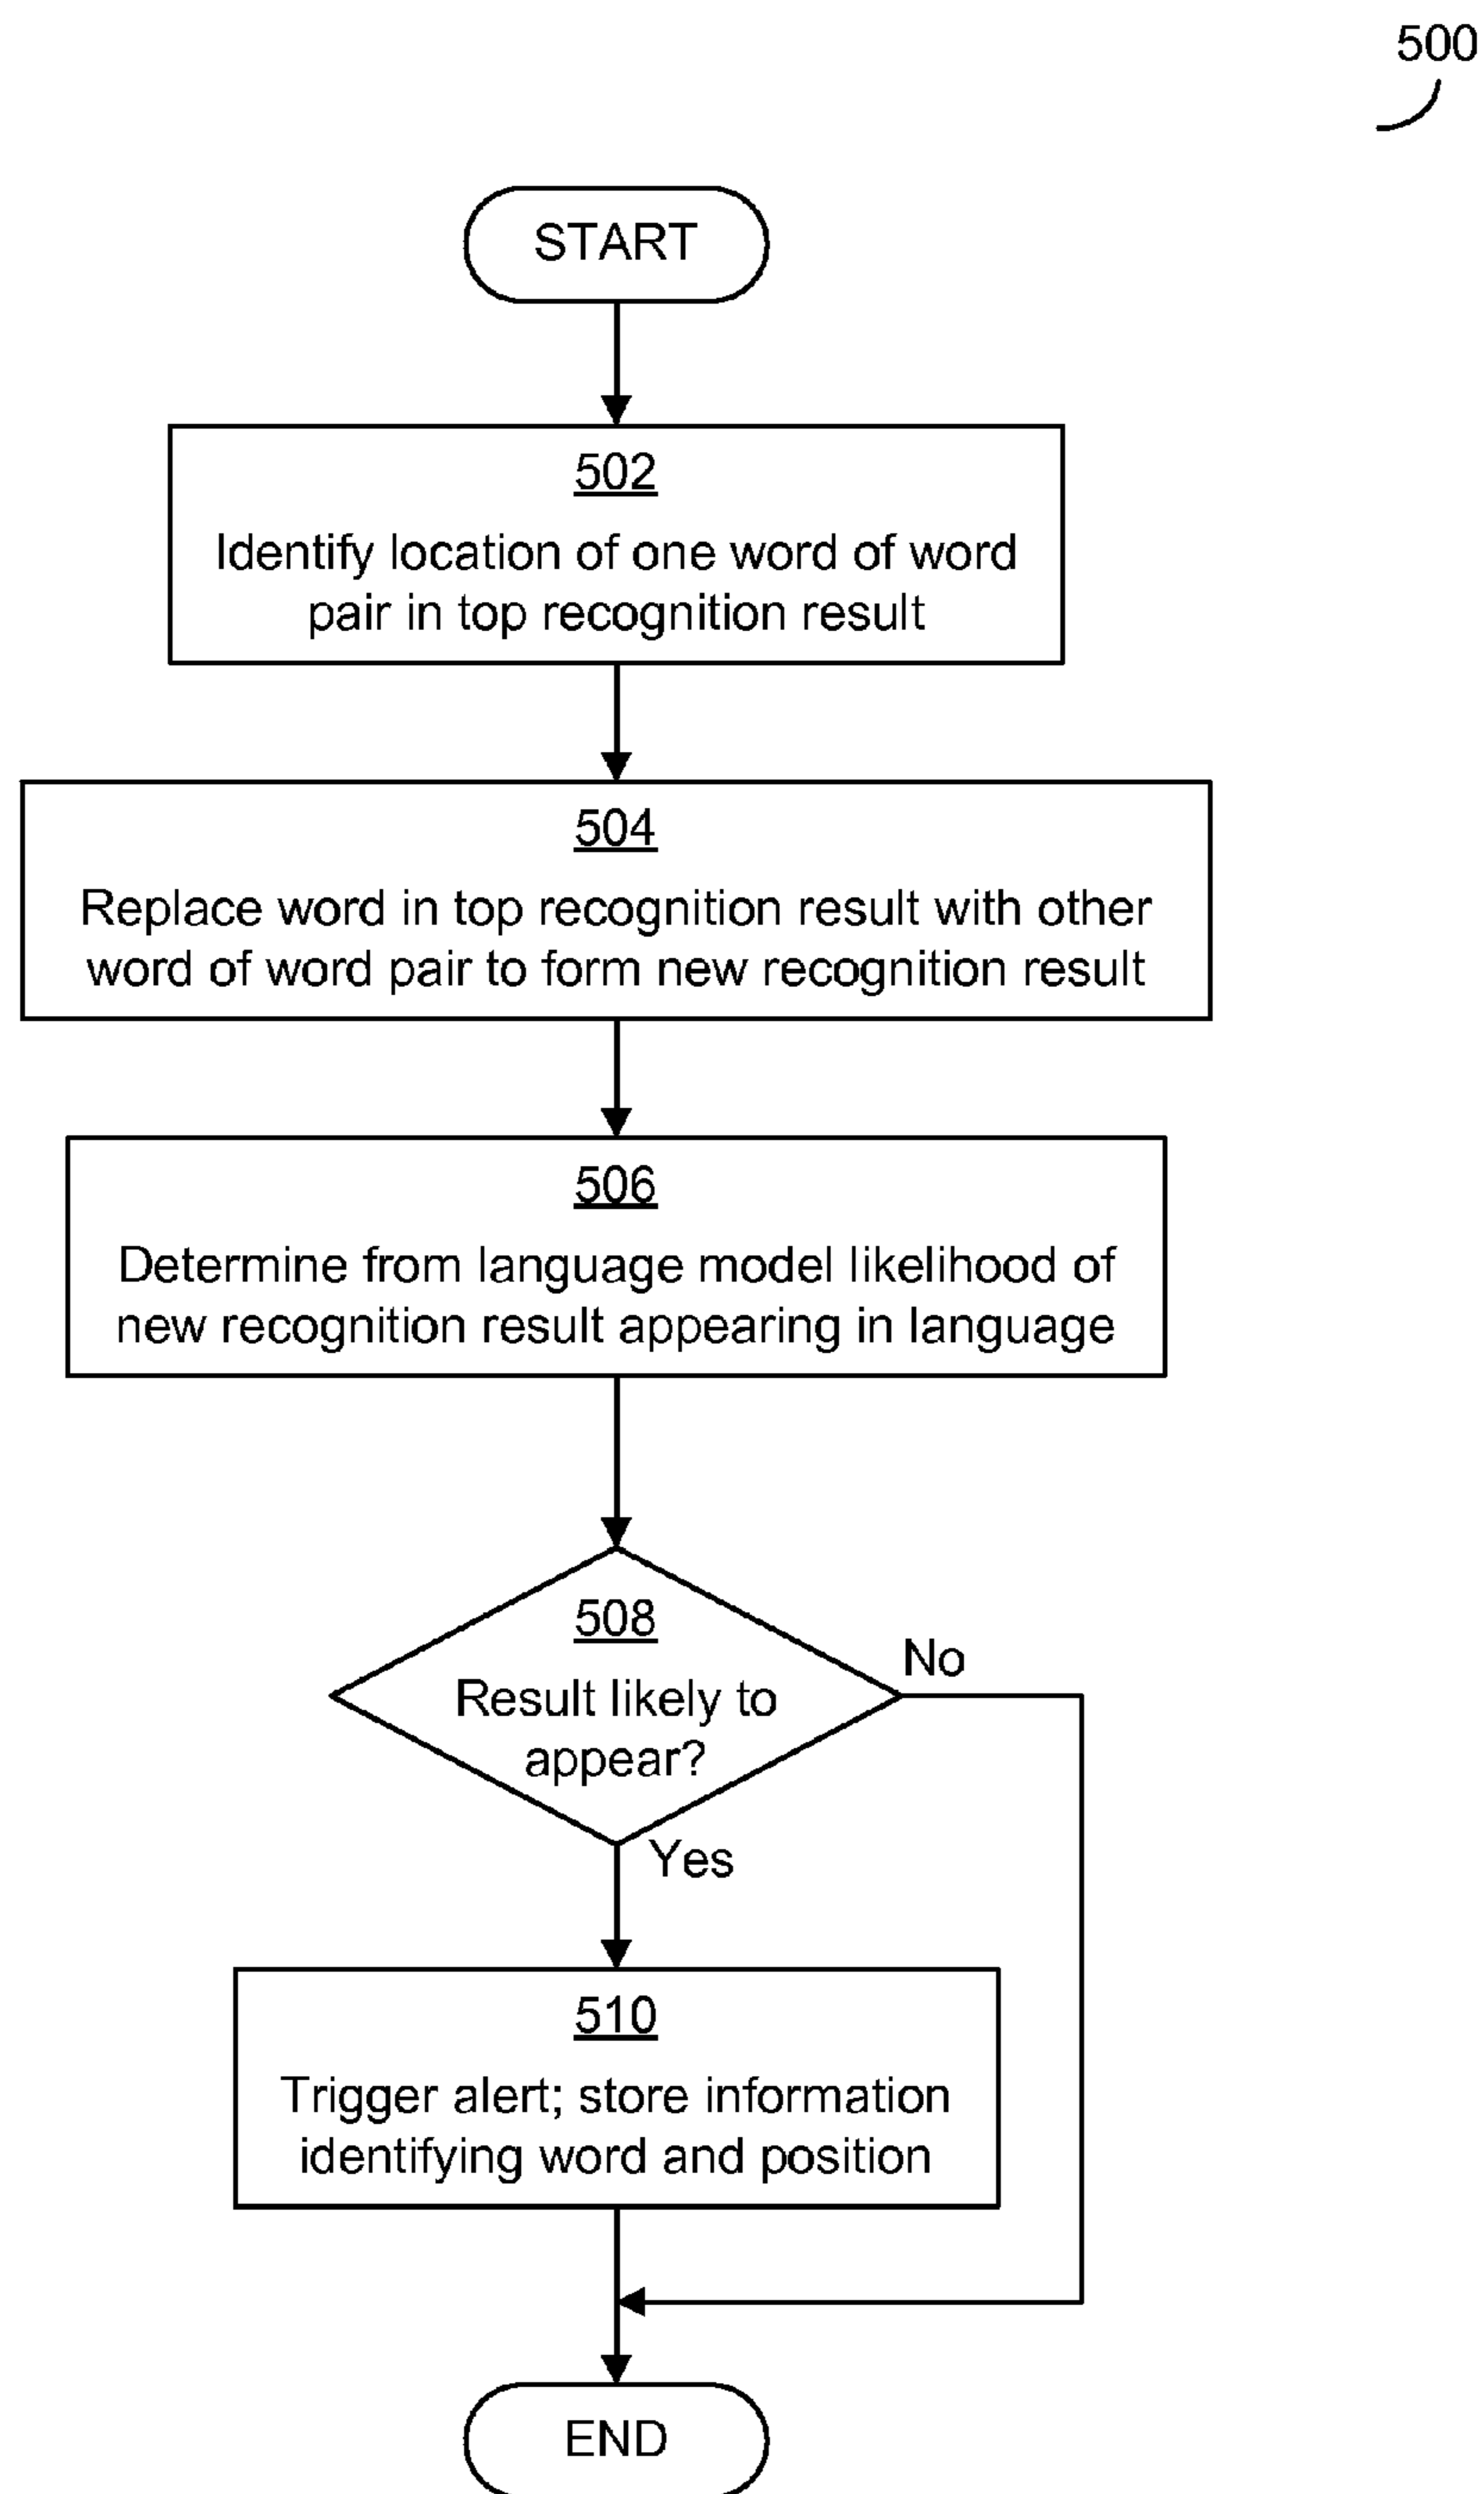 500
START
502
Identify location of one word of word
pair in top recognition result
504
Replace word in top recognition result with other
word of word pair to form new recognition result
506
Determine from language model likelihood of
new recognition result appearing in language
508
Result likely to
appear?
No
Yes
510
Trigger alert; store information
identifying word and position
END